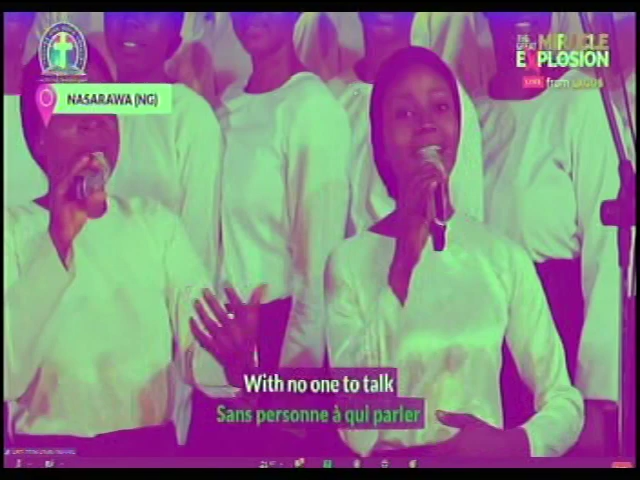 THE
GREAT
MIRACLE
EXPLOSION
LIVE from LAGOS
NASARAWA (NG)
With no one to talk
Sans personne à qui parler